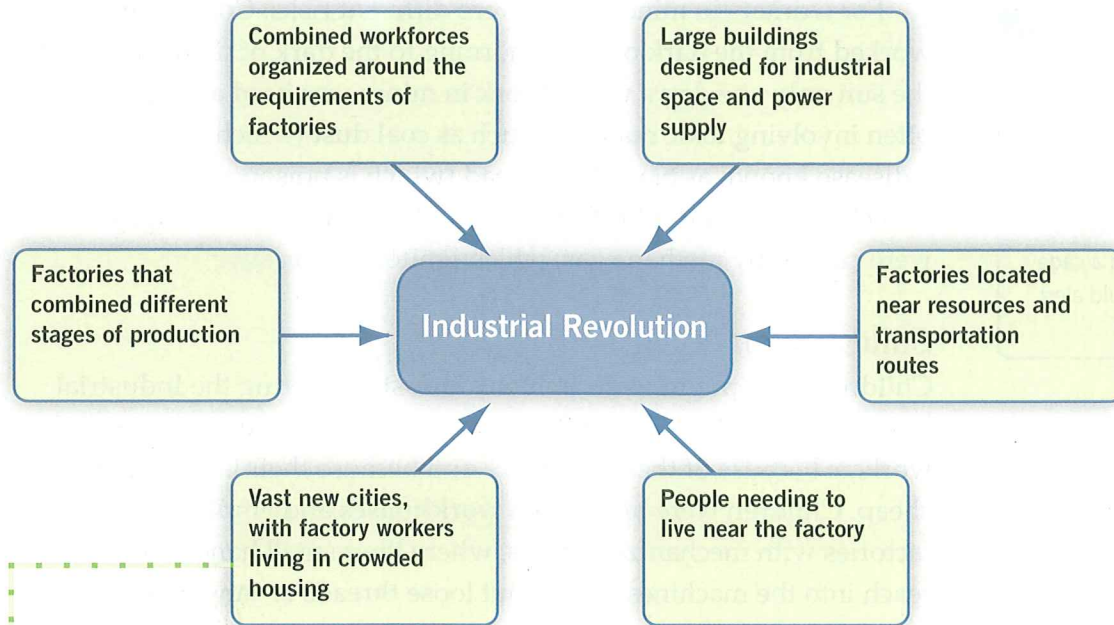 Combined workforces
organized around the
requirements of
factories
Large buildings
designed for industrial
space and power
supply
Factories that
combined different
stages of production
Industrial Revolution
Factories located
near resources and
transportation
routes
Vast new cities,
with factory workers
living in crowded
housing
People needing to
live near the factory